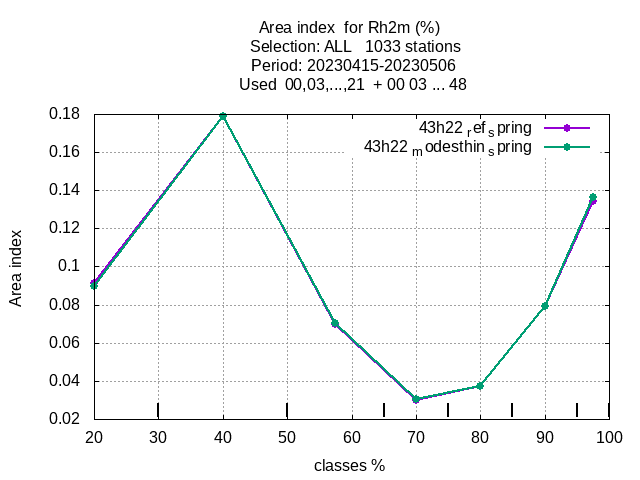 Area index  for Rh2m (%)
Selection: ALL   1033 stations
Period: 20230415-20230506
Used  00,03,...,21  + 00 03 ... 48
43h22 ref spring
43h22 modesthin spring
0.18
0.16
0.14
0.12
0.1
0.08
0.06
0.04
0.02
Area index
20 30 40 50 60 70 80 90 100
classes %